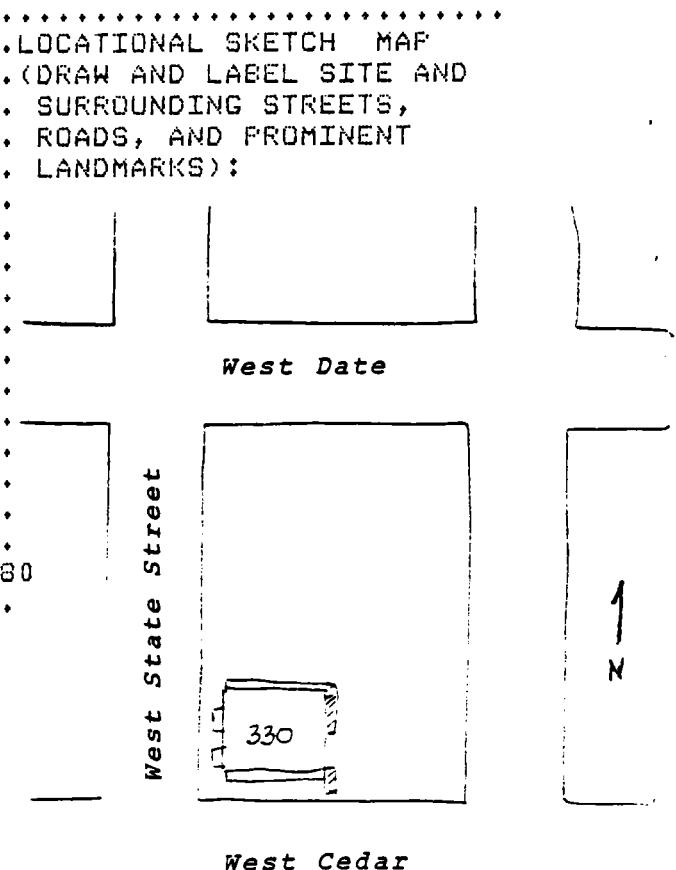 .LOCATIONAL SKETCH MAP
.(DRAW AND LABEL SITE AND
. SURROUNDING STREETS,
. ROADS, AND PROMINENT
. LANDMARKS):
West Date
West State Street
80
N
330
West Cedar